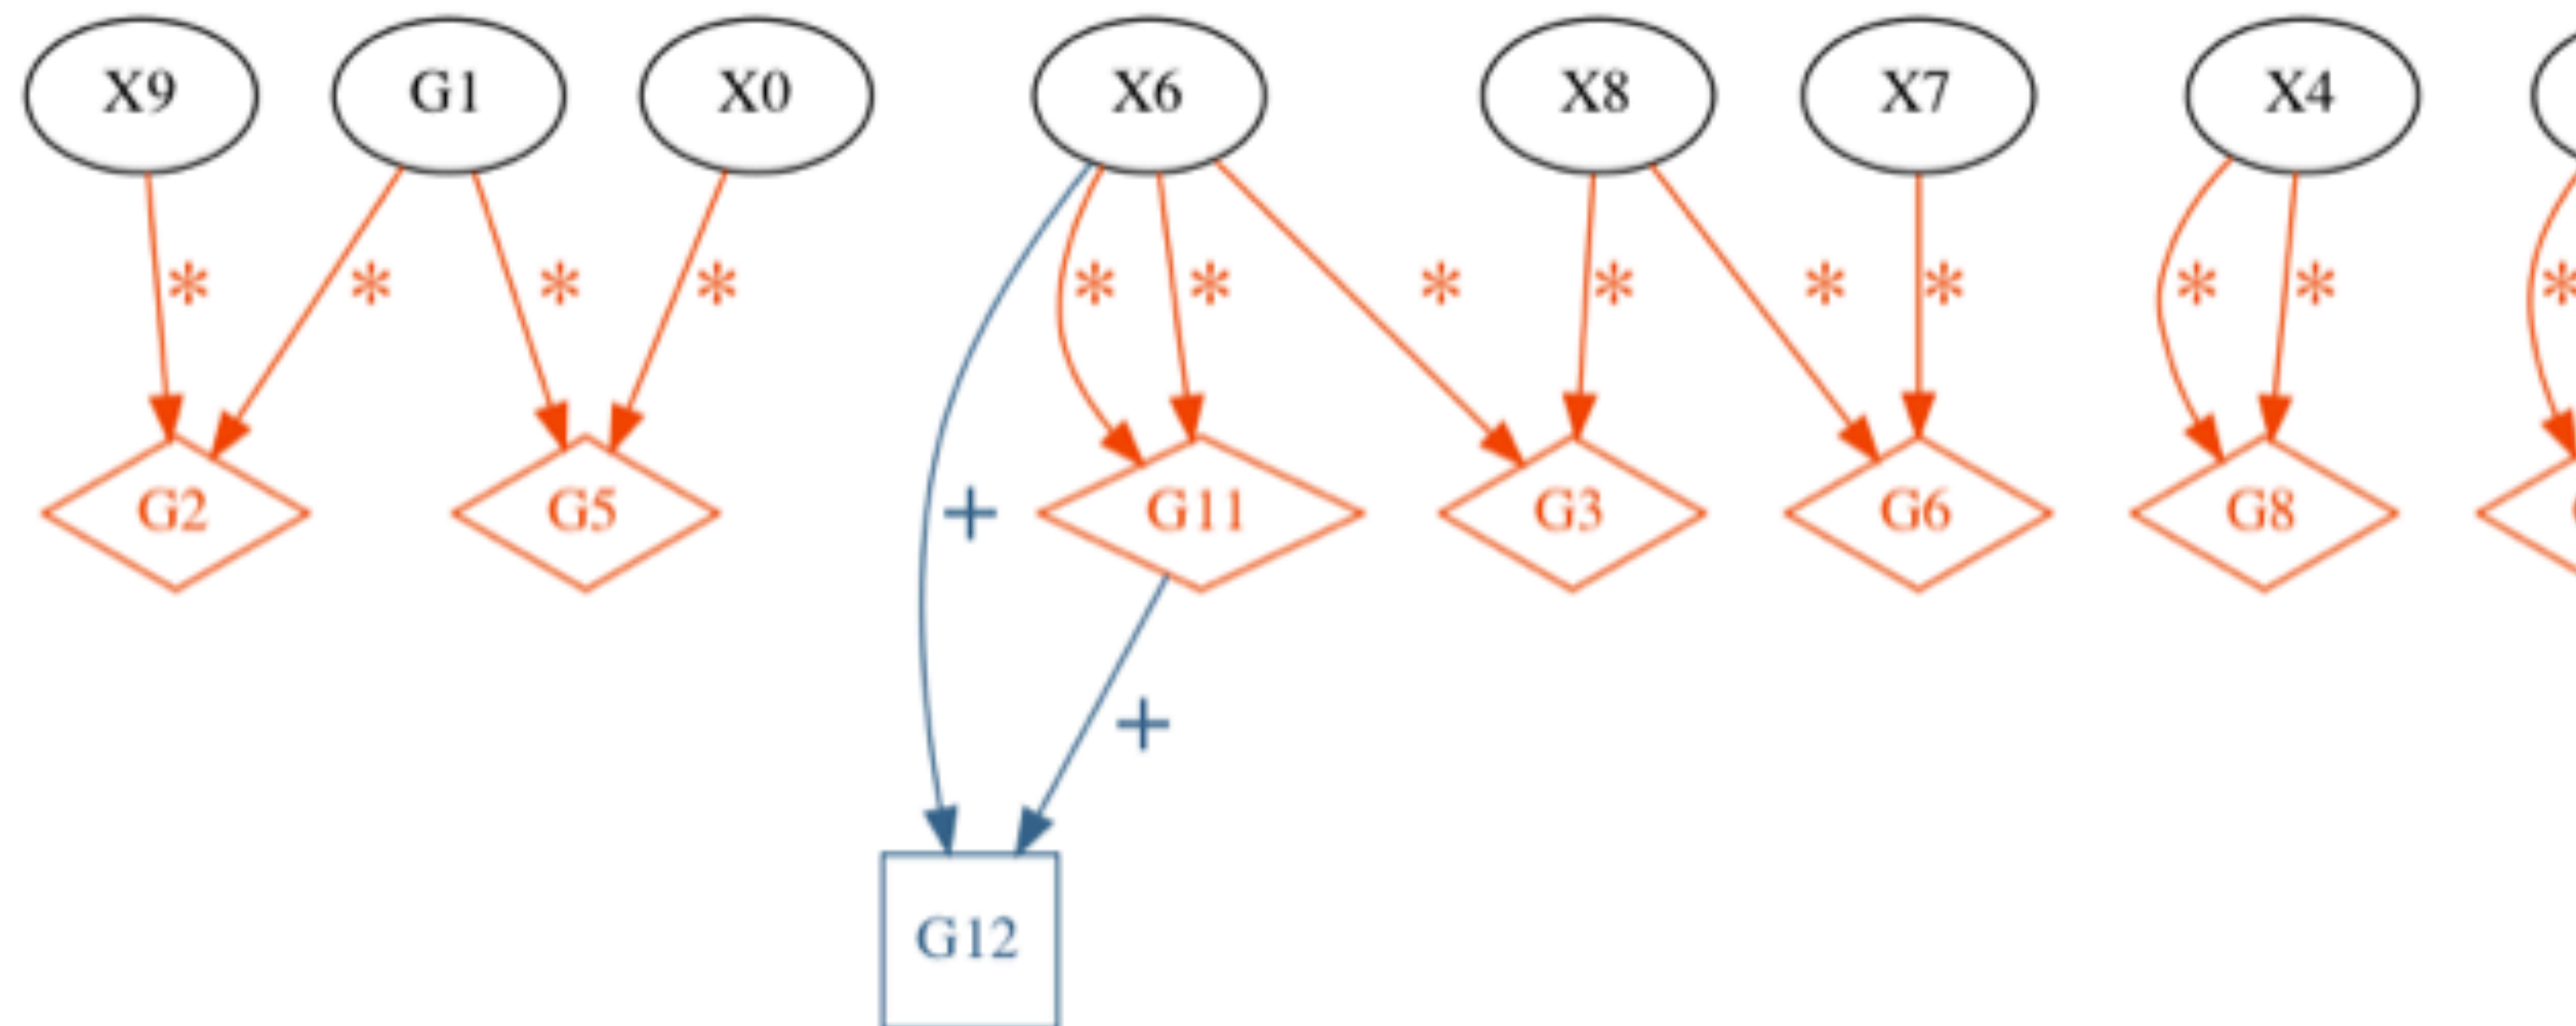 X9 G1 X0 X6 X8 X7 X4
* * * * * * * * * * * * * *
G2 G5 + G11 G3 G6 G8
+
G12